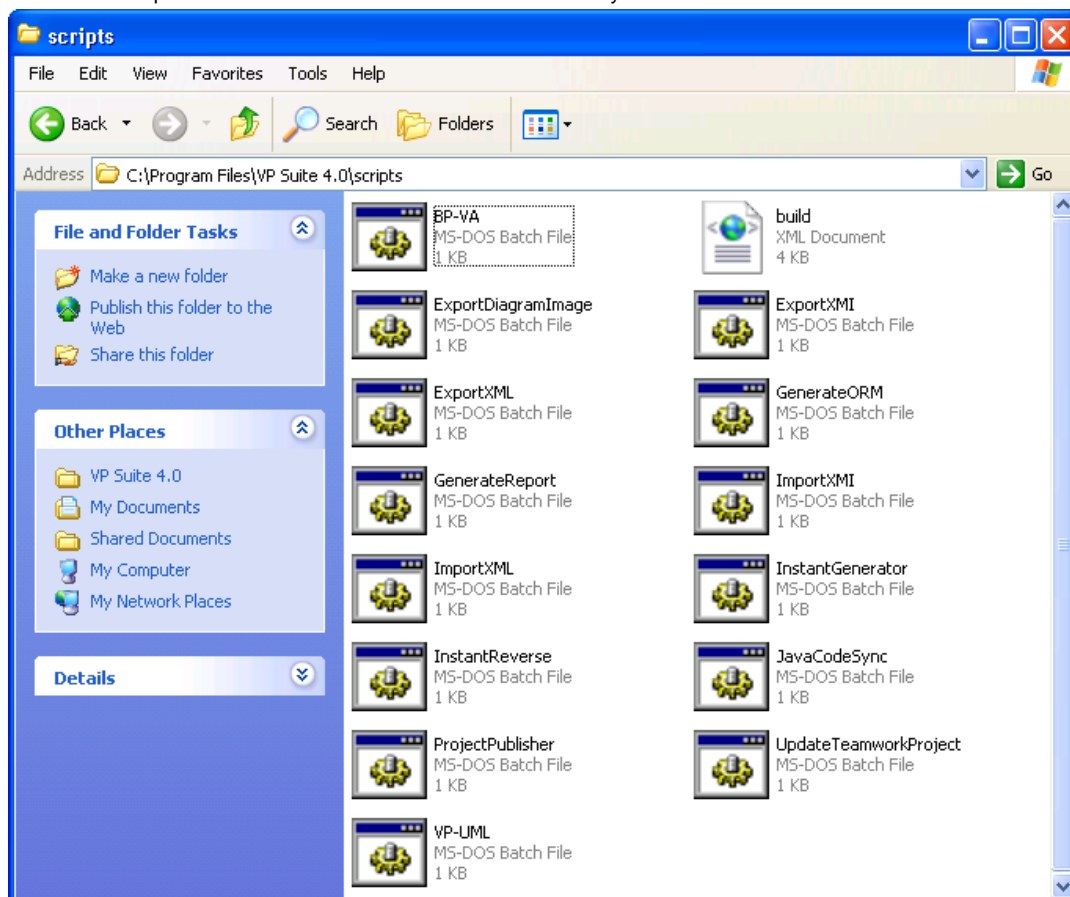 scripts
File Edit View Favorites Tools Help
Back Search Folders
Address C:\Program Files\VP Suite 4.0\scripts Go
File and Folder Tasks
Make a new folder
Publish this folder to the
Web
Share this folder
Other Places
VP Suite 4.0
My Documents
Shared Documents
My Computer
My Network Places
Details
BP-VA
MS-DOS Batch File
1 KB
build
XML Document
4 KB
ExportDiagramImage
MS-DOS Batch File
1 KB
ExportXMI
MS-DOS Batch File
1 KB
ExportXML
MS-DOS Batch File
1 KB
GenerateORM
MS-DOS Batch File
1 KB
GenerateReport
MS-DOS Batch File
1 KB
ImportXMI
MS-DOS Batch File
1 KB
ImportXML
MS-DOS Batch File
1 KB
InstantGenerator
MS-DOS Batch File
1 KB
InstantReverse
MS-DOS Batch File
1 KB
JavaCodeSync
MS-DOS Batch File
1 KB
ProjectPublisher
MS-DOS Batch File
1 KB
UpdateTeamworkProject
MS-DOS Batch File
1 KB
VP-UML
MS-DOS Batch File
1 KB